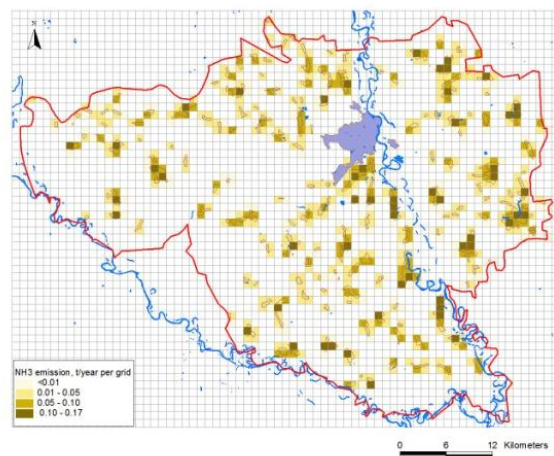 NH3 emission, t/year per grid
<0.01
0.01 - 0.05
0.05 - 0.10
0.10 - 0.17
0 6 12 Kilometers